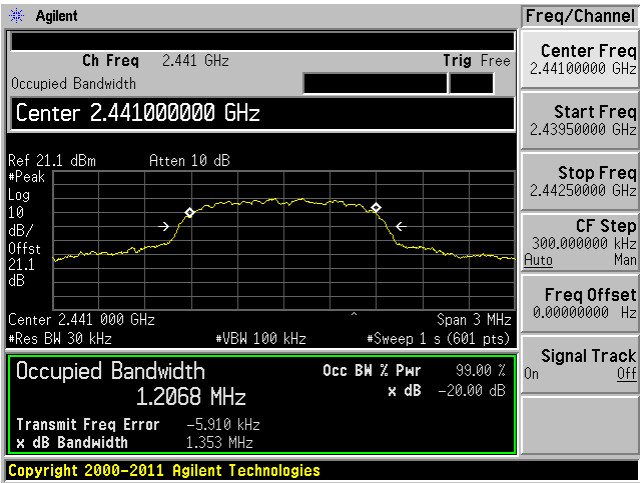 Agilent
Freq/Channel
Ch Freq 2.441 GHz Trig Free
Occupied Bandwidth
Center 2.441000000 GHz
Ref 21.1 dBm Atten 10 dB
#Peak
Log
10
dB/
Offst
21.1
dB
Center 2.441 000 GHz Span 3 MHz
#Res BW 30 kHz #VBW 100 kHz #Sweep 1 s (601 pts)
Occupied Bandwidth Occ BW % Pwr 99.00 %
1.2068 MHz x dB -20.00 dB
Transmit Freq Error -5.910 kHz
x dB Bandwidth 1.353 MHz
Copyright 2000-2011 Agilent Technologies
Center Freq
2.44100000 GHz
Start Freq
2.43950000 GHz
Stop Freq
2.44250000 GHz
CF Step
300.000000 kHz
Auto Man
Freq Offset
0.00000000 Hz
Signal Track
On Off